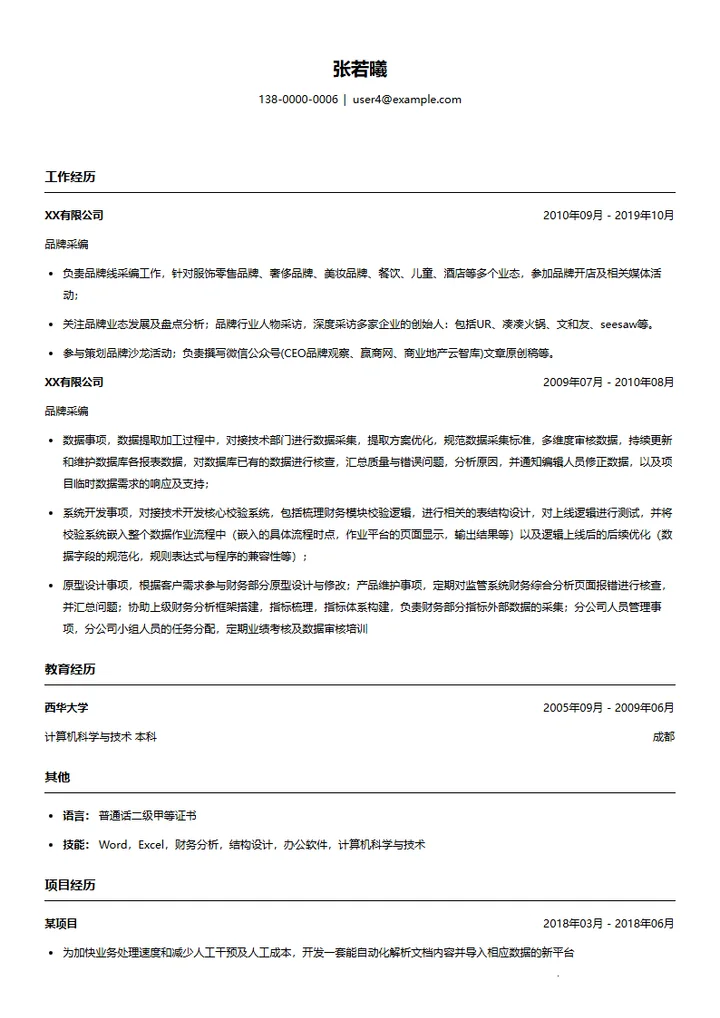 张若曦
138-0000-0006 | user4@example.com
工作经历
XX有限公司 2010年09月 - 2019年10月
品牌采编
• 负责品牌线采编工作，针对服饰零售品牌、奢侈品牌、美妆品牌、餐饮、儿童、酒店等多个业态，参加品牌开店及相关媒体活
动；
• 关注品牌业态发展及盘点分析；品牌行业人物采访，深度采访多家企业的创始人：包括UR、凑凑火锅、文和友、seesaw等。
• 参与策划品牌沙龙活动；负责撰写微信公众号(CEO品牌观察、赢商网、商业地产云智库)文章原创稿等。
XX有限公司 2009年07月 - 2010年08月
品牌采编
• 数据事项，数据提取加工过程中，对接技术部门进行数据采集，提取方案优化，规范数据采集标准，多维度审核数据，持续更新
和维护数据库各报表数据，对数据库已有的数据进行核查，汇总质量与错误问题，分析原因，并通知编辑人员修正数据，以及项
目临时数据需求的响应及支持；
• 系统开发事项，对接技术开发核心校验系统，包括梳理财务模块校验逻辑，进行相关的表结构设计，对上线逻辑进行测试，并将
校验系统嵌入整个数据作业流程中（嵌入的具体流程时点，作业平台的页面显示，输出结果等）以及逻辑上线后的后续优化（数
据字段的规范化，规则表达式与程序的兼容性等）;
• 原型设计事项，根据客户需求参与财务部分原型设计与修改；产品维护事项，定期对监管系统财务综合分析页面报错进行核查，
并汇总问题；协助上级财务分析框架搭建，指标梳理，指标体系构建，负责财务部分指标外部数据的采集；分公司人员管理事
项，分公司小组人员的任务分配，定期业绩考核及数据审核培训
教育经历
西华大学 2005年09月 - 2009年06月
计算机科学与技术 本科 成都
其他
• 语言： 普通话二级甲等证书
• 技能： Word，Excel，财务分析，结构设计，办公软件，计算机科学与技术
项目经历
某项目 2018年03月 - 2018年06月
• 为加快业务处理速度和减少人工干预及人工成本，开发一套能自动化解析文档内容并导入相应数据的新平台